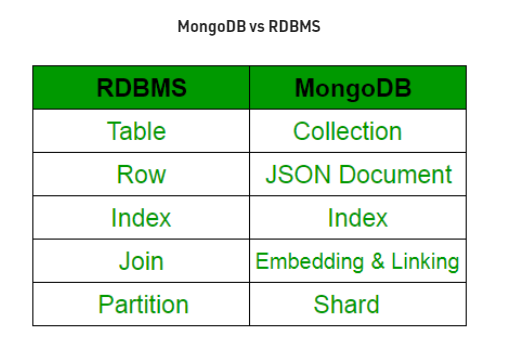 MongoDB vs RDBMS
RDBMS MongoDB
Table Collection
Row JSON Document
Index Index
Join Embedding & Linking
Partition Shard